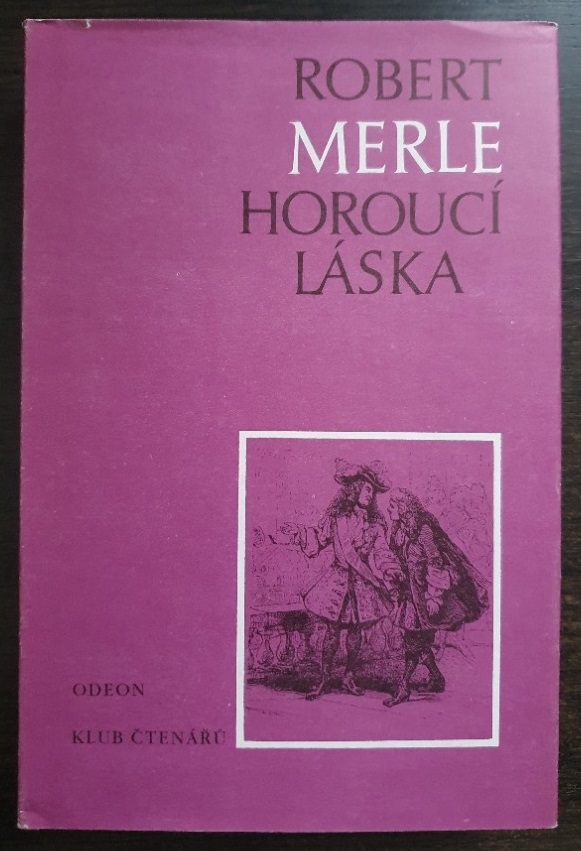 ROBERT
MERLE
HOROUCÍ
LÁSKA
ODEON
KLUB ČTENÁŘŮ